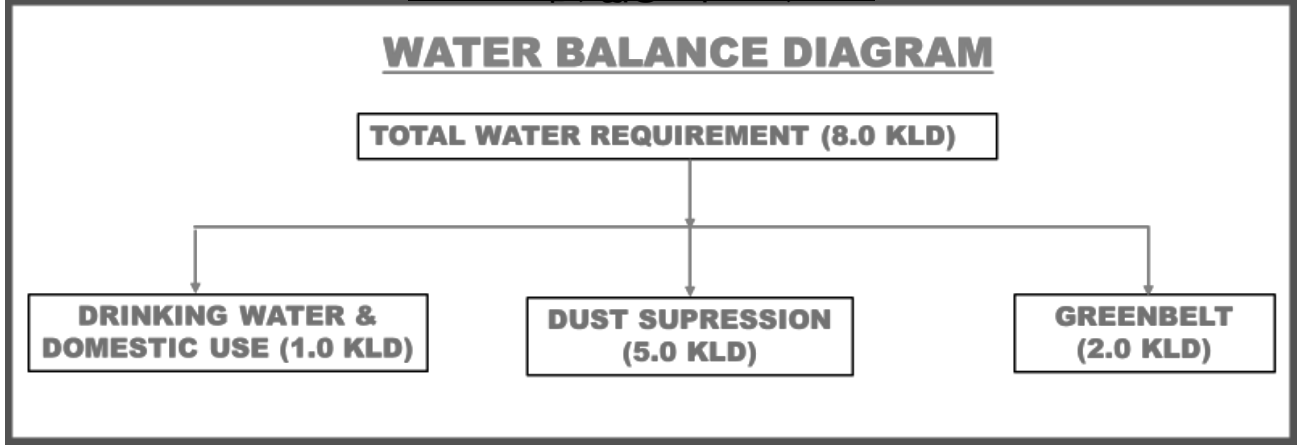 WATER BALANCE DIAGRAM
TOTAL WATER REQUIREMENT (8.0 KLD)
DRINKING WATER &
DOMESTIC USE (1.0 KLD)
DUST SUPRESSION
(5.0 KLD)
GREENBELT
(2.0 KLD)